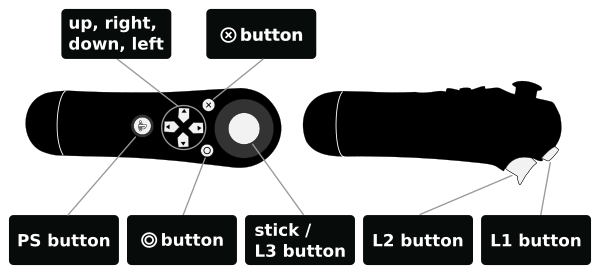 up, right,
down, left
ⓧ button
PS button
◎ button
stick /
L3 button
L2 button
L1 button